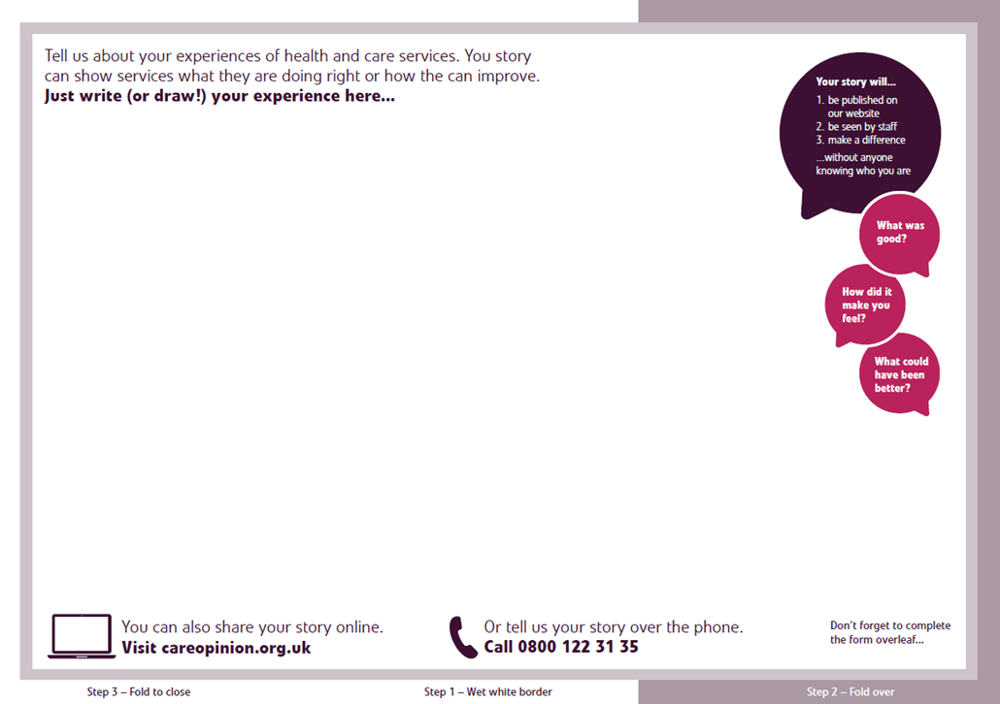 Tell us about your experiences of health and care services. You story
can show services what they are doing right or how the can improve.
Just write (or draw!) your experience here...
Your story will...
1. be published on
our website
2. be seen by staff
3. make a difference
...without anyone
knowing who you are
What was
good?
How did it
make you
feel?
What could
have been
better?
You can also share your story online.
Visit careopinion.org.uk
Or tell us your story over the phone.
Call 0800 122 31 35
Don't forget to complete
the form overleaf...
Step 3 – Fold to close
Step 1 – Wet white border
Step 2 – Fold over